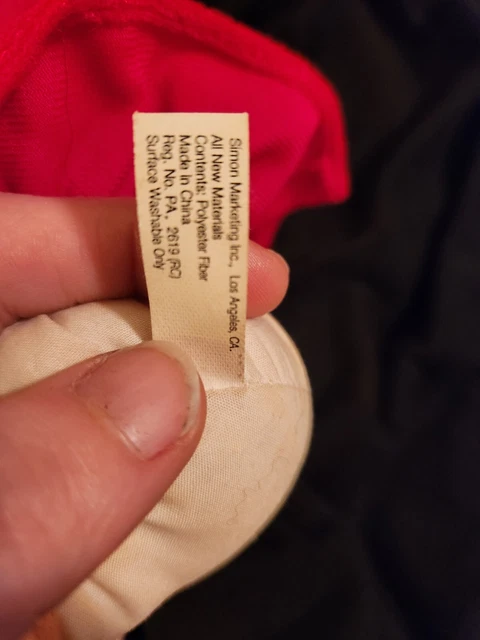 Simon Marketing Inc., Los Angeles, CA.
All New Materials
Contents: Polyester Fiber
Made in China
Reg. No. PA. 2619 (RC)
Surface Washable Only